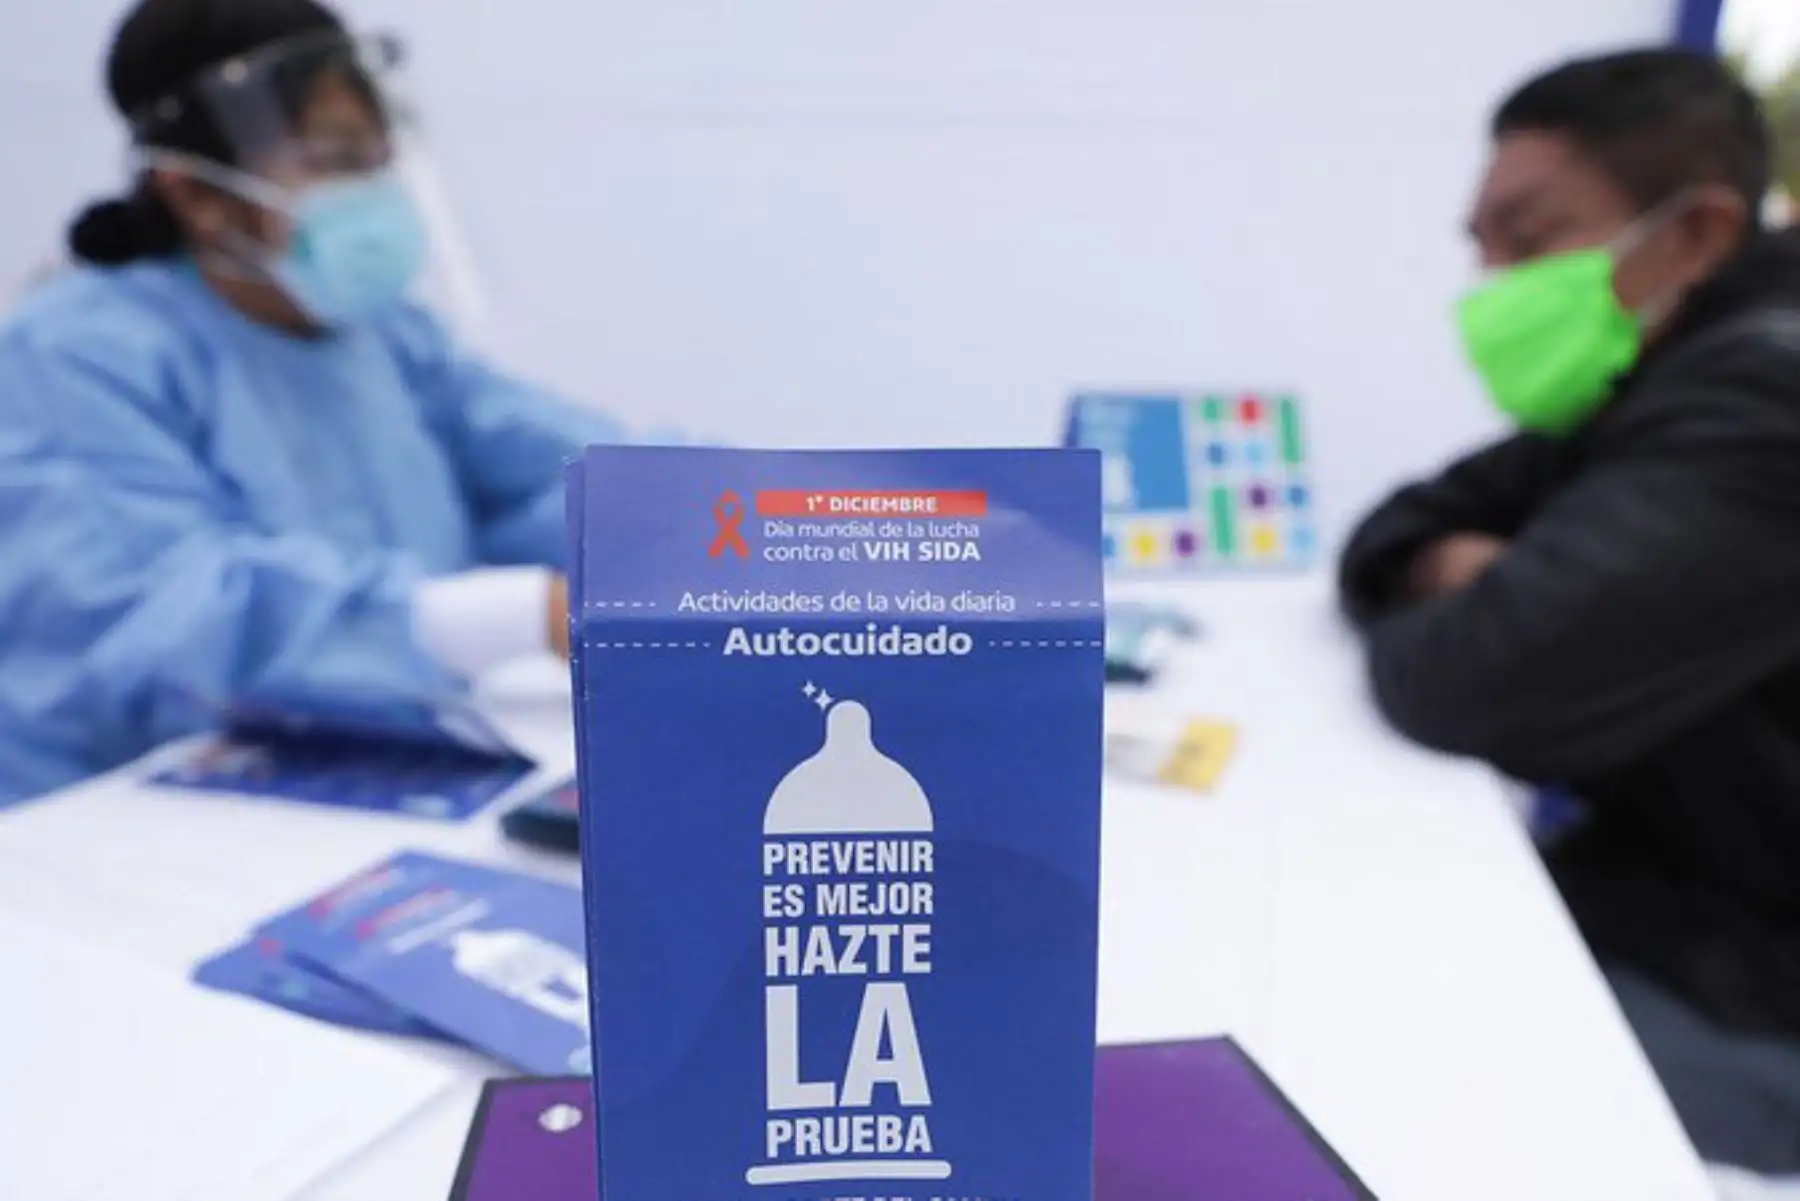 1° DICIEMBRE
Día mundial de la lucha
contra el VIH SIDA
Actividades de la vida diaria
Autocuidado
PREVENIR
ES MEJOR
HAZTE
LA
PRUEBA